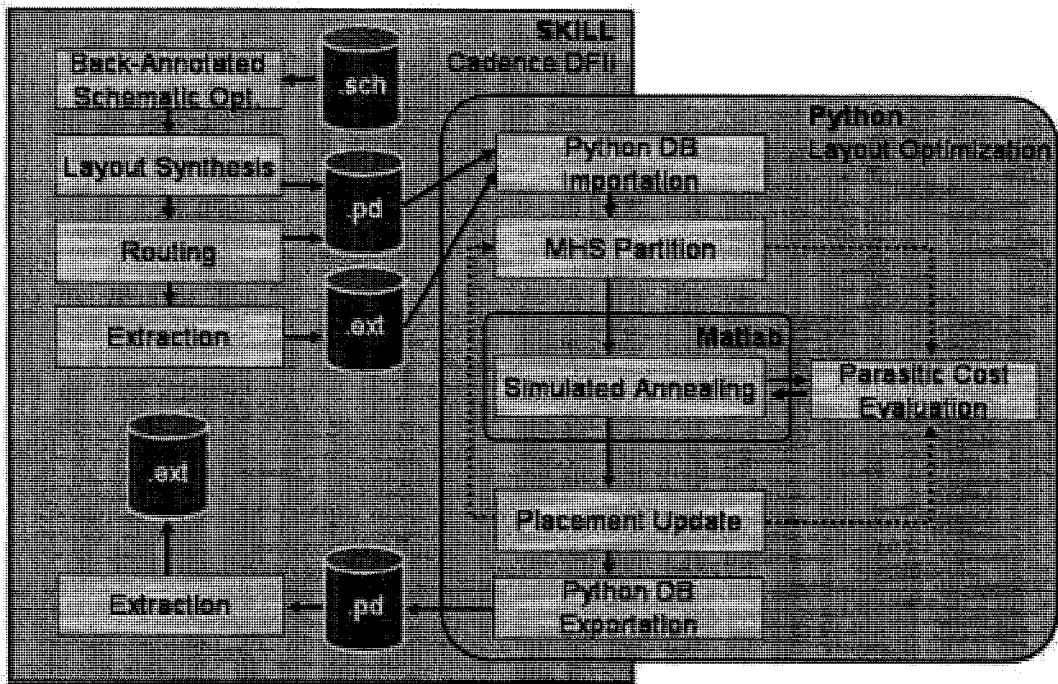 SKILL
Cadence DFII
Back-Annotated
Schematic Opt.
.sch
Layout Synthesis
.pd
Routing
Extraction
.ext
Python
Layout Optimization
Python DB
Importation
MHS Partition
Matlab
Simulated Annealing
Parasitic Cost
Evaluation
Placement Update
Python DB
Exportation
.pd
Extraction
.ext